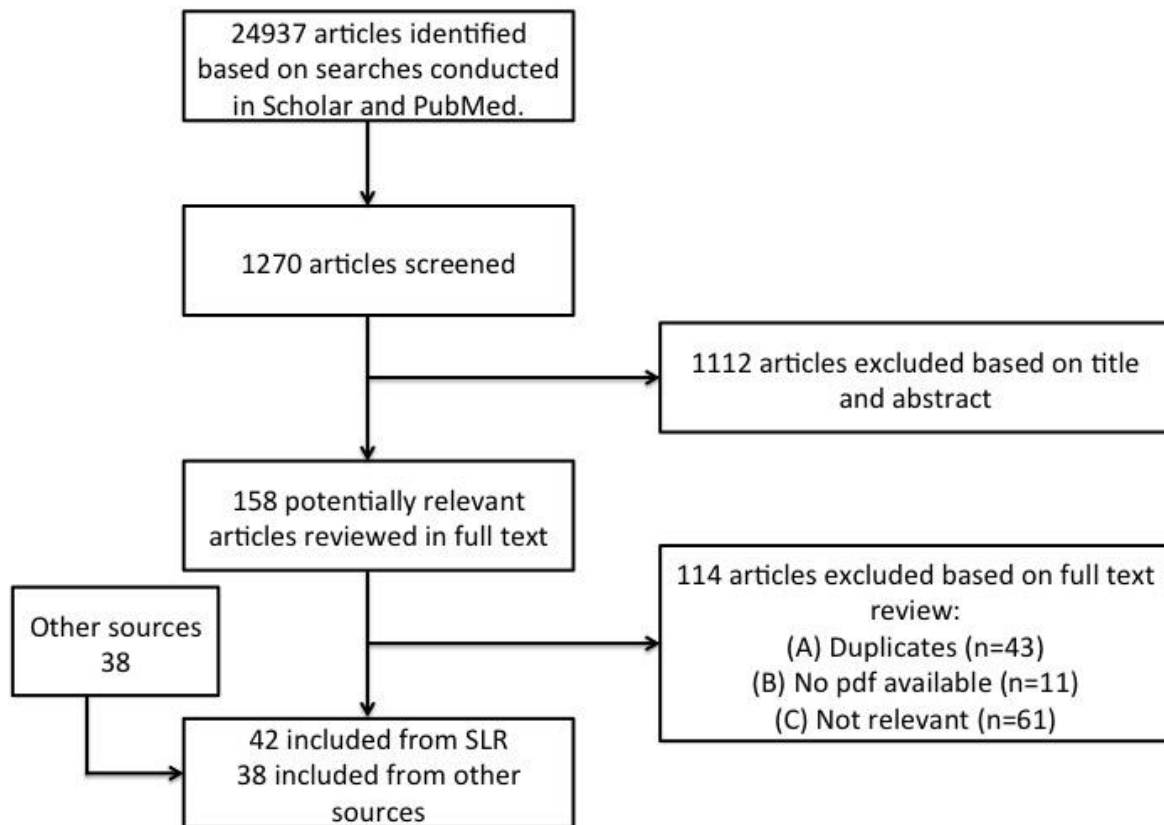 24937 articles identified
based on searches conducted
in Scholar and PubMed.
1270 articles screened
1112 articles excluded based on title
and abstract
158 potentially relevant
articles reviewed in full text
114 articles excluded based on full text
review:
(A) Duplicates (n=43)
(B) No pdf available (n=11)
(C) Not relevant (n=61)
Other sources
38
42 included from SLR
38 included from other
sources